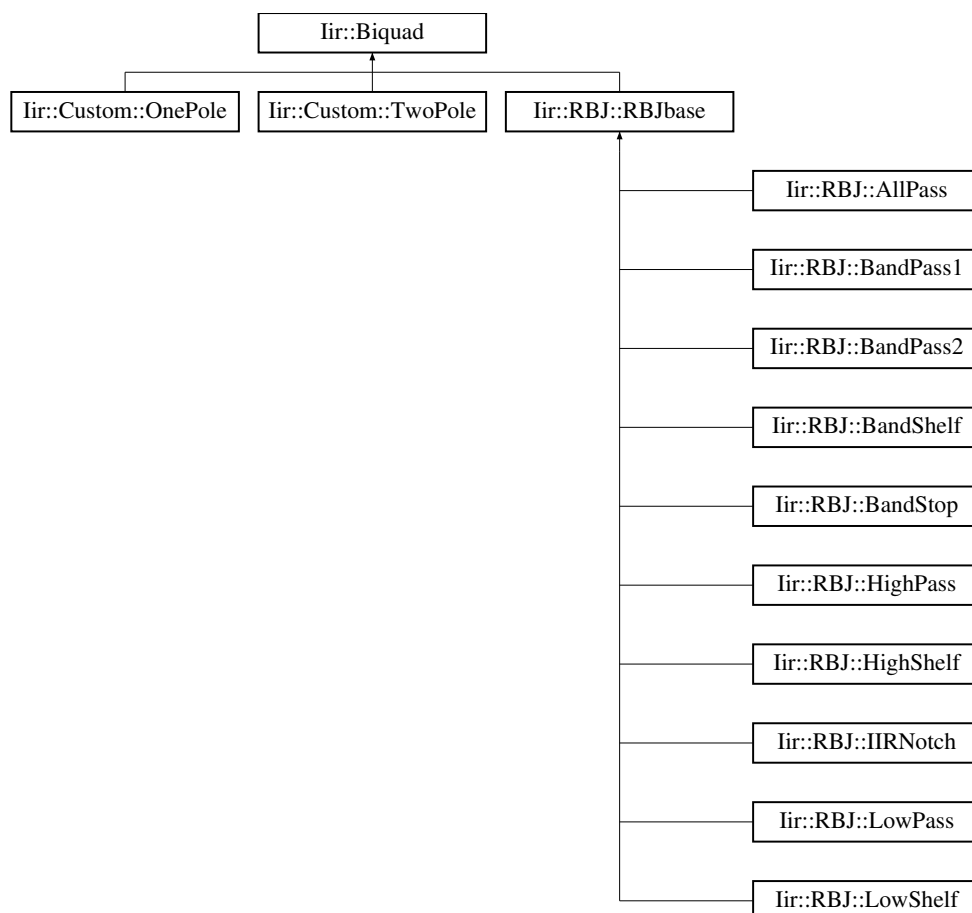 Iir::Biquad
Iir::Custom::OnePole
Iir::Custom::TwoPole
Iir::RBJ::RBJbase
Iir::RBJ::AllPass
Iir::RBJ::BandPass1
Iir::RBJ::BandPass2
Iir::RBJ::BandShelf
Iir::RBJ::BandStop
Iir::RBJ::HighPass
Iir::RBJ::HighShelf
Iir::RBJ::IIRNotch
Iir::RBJ::LowPass
Iir::RBJ::LowShelf